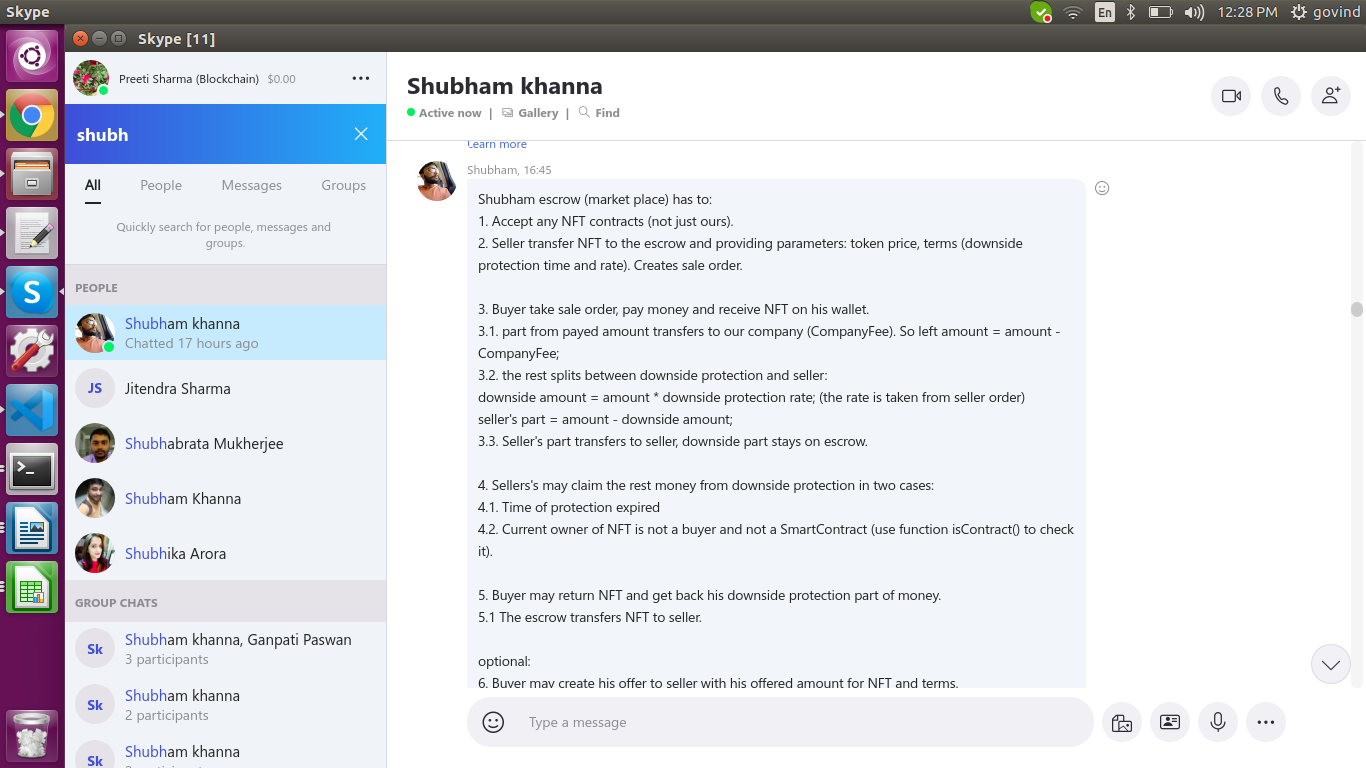 Skype
En
12:28 PM
govind
Skype [11]
Preeti Sharma (Blockchain) $0.00
shubh
All
People
Messages
Groups
Quickly search for people, messages and
groups.
PEOPLE
Shubham khanna
Chatted 17 hours ago
JS
Jitendra Sharma
Shubhabrata Mukherjee
Shubham Khanna
Shubhika Arora
GROUP CHATS
Sk
Shubham khanna, Ganpati Paswan
3 participants
Sk
Shubham khanna
2 participants
Sk
Shubham khanna
Shubham khanna
Active now | Gallery | Find
Learn more
Shubham, 16:45
Shubham escrow (market place) has to:
1. Accept any NFT contracts (not just ours).
2. Seller transfer NFT to the escrow and providing parameters: token price, terms (downside
protection time and rate). Creates sale order.
3. Buyer take sale order, pay money and receive NFT on his wallet.
3.1. part from payed amount transfers to our company (CompanyFee). So left amount = amount -
CompanyFee;
3.2. the rest splits between downside protection and seller:
downside amount = amount * downside protection rate; (the rate is taken from seller order)
seller's part = amount - downside amount;
3.3. Seller's part transfers to seller, downside part stays on escrow.
4. Sellers's may claim the rest money from downside protection in two cases:
4.1. Time of protection expired
4.2. Current owner of NFT is not a buyer and not a SmartContract (use function isContract() to check
it).
5. Buyer may return NFT and get back his downside protection part of money.
5.1 The escrow transfers NFT to seller.
optional:
6. Buyer may create his offer to seller with his offered amount for NFT and terms.
Type a message